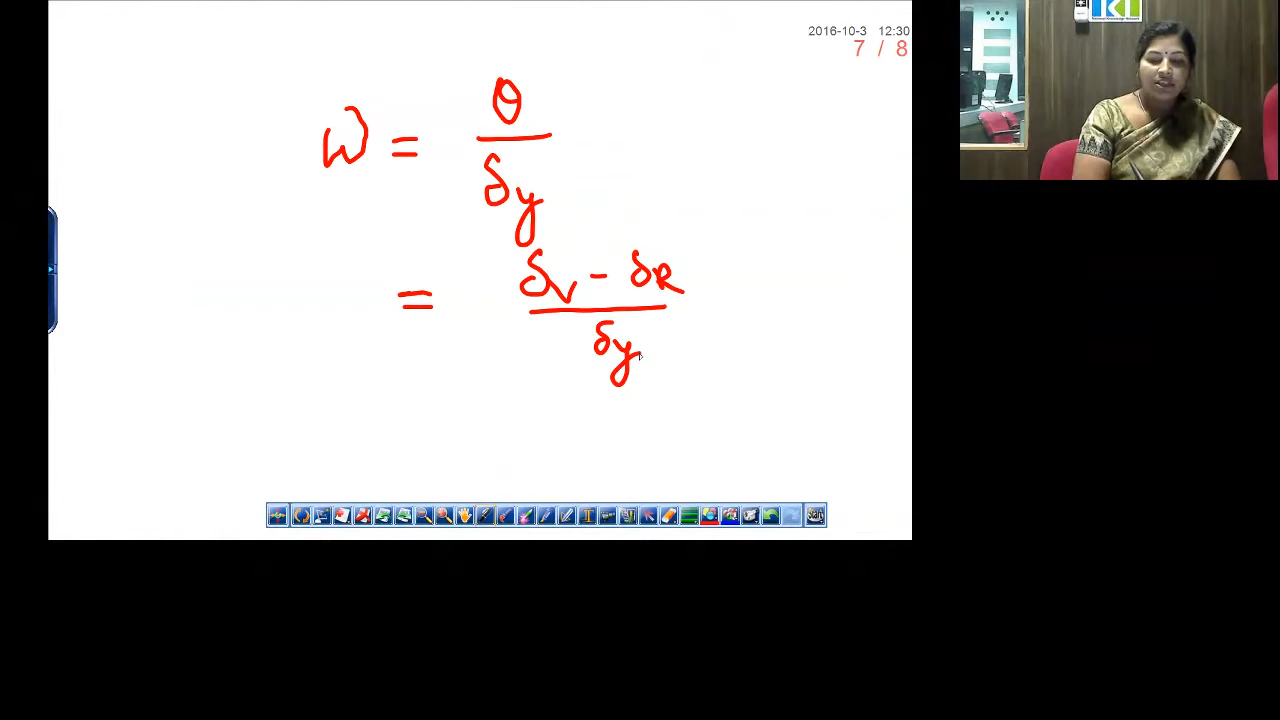 2016-10-3 12:30
7 / 8
ω = θ / δy
= δv - δR / δy